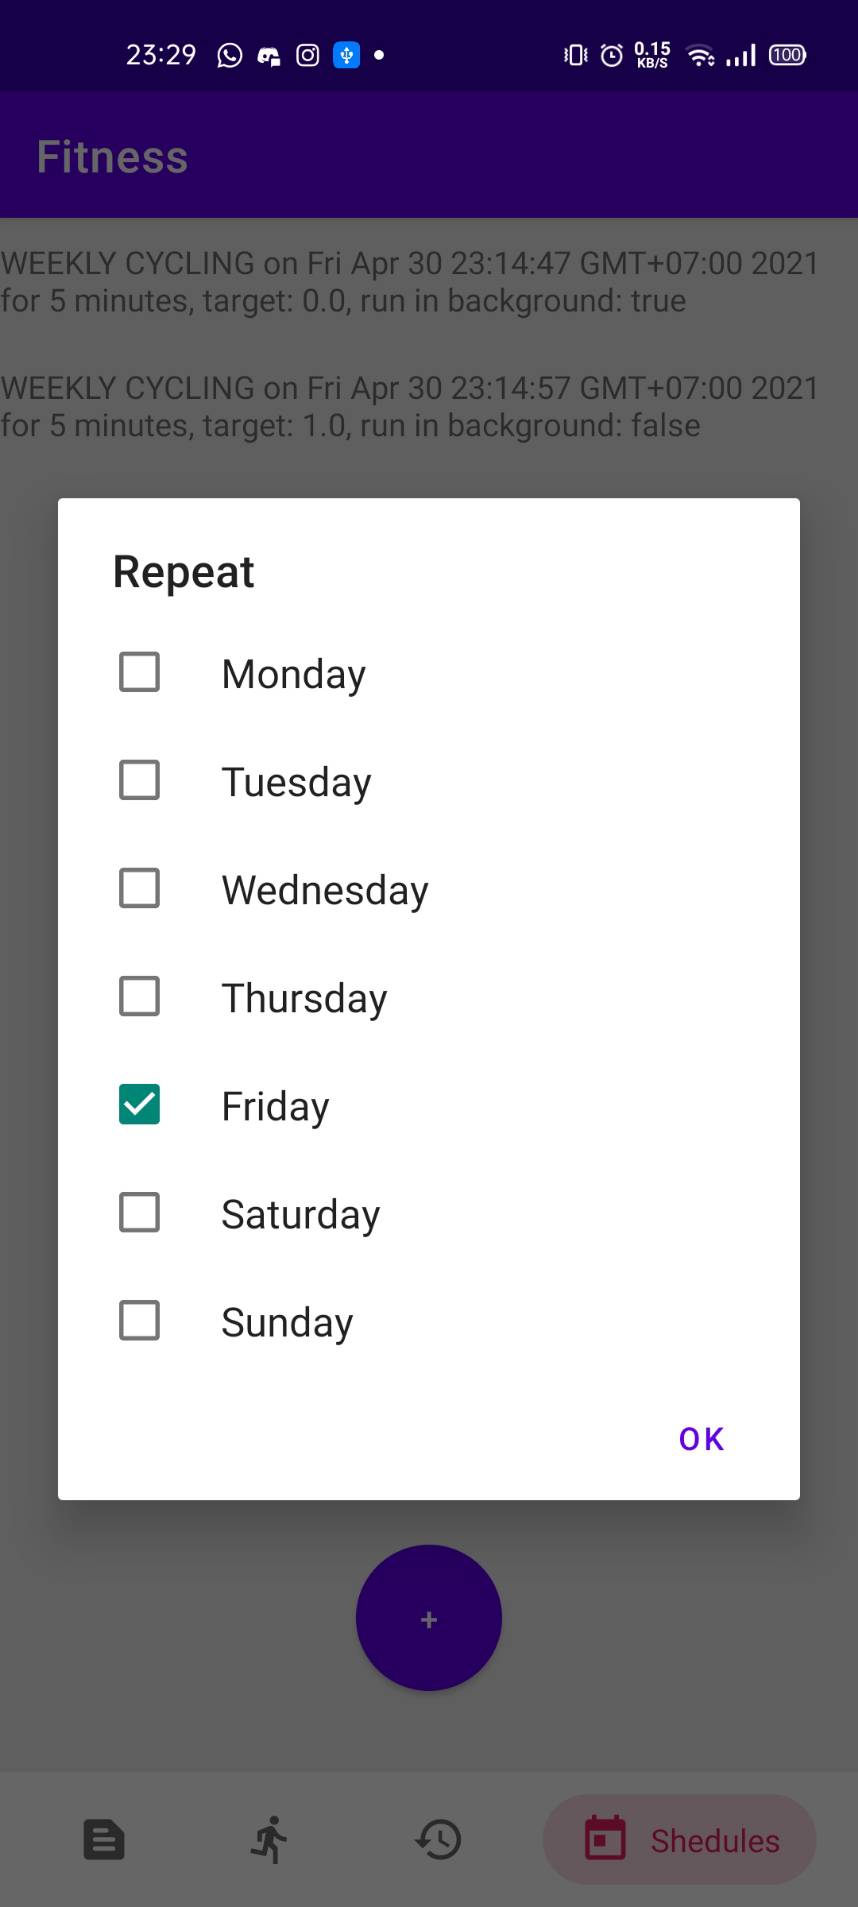 23:29
0.15
KB/S
100
Fitness
WEEKLY CYCLING on Fri Apr 30 23:14:47 GMT+07:00 2021
for 5 minutes, target: 0.0, run in background: true
WEEKLY CYCLING on Fri Apr 30 23:14:57 GMT+07:00 2021
for 5 minutes, target: 1.0, run in background: false
Repeat
Monday
Tuesday
Wednesday
Thursday
Friday
Saturday
Sunday
OK
+
Shedules